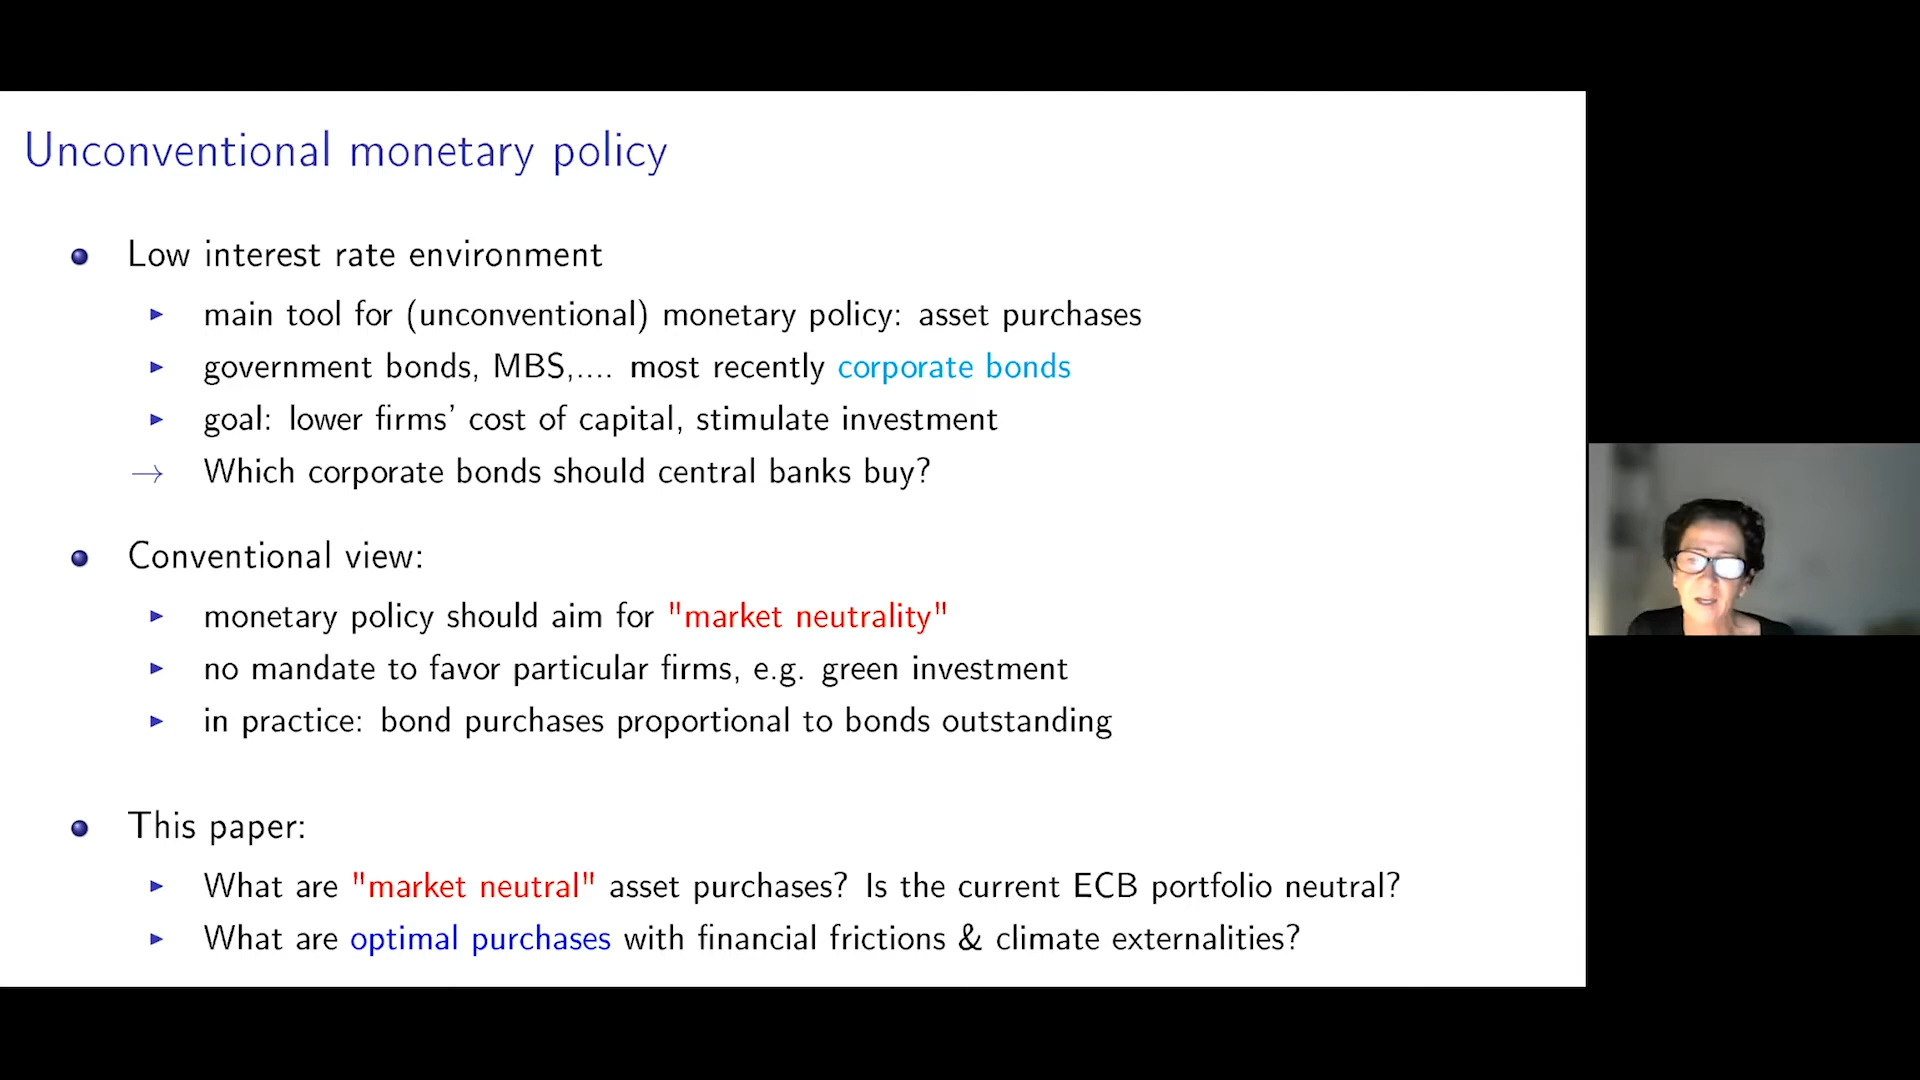 Unconventional monetary policy
Low interest rate environment
main tool for (unconventional) monetary policy: asset purchases
government bonds, MBS,.... most recently corporate bonds
goal: lower firms' cost of capital, stimulate investment
→ Which corporate bonds should central banks buy?
Conventional view:
monetary policy should aim for "market neutrality"
no mandate to favor particular firms, e.g. green investment
in practice: bond purchases proportional to bonds outstanding
This paper:
What are "market neutral" asset purchases? Is the current ECB portfolio neutral?
What are optimal purchases with financial frictions & climate externalities?